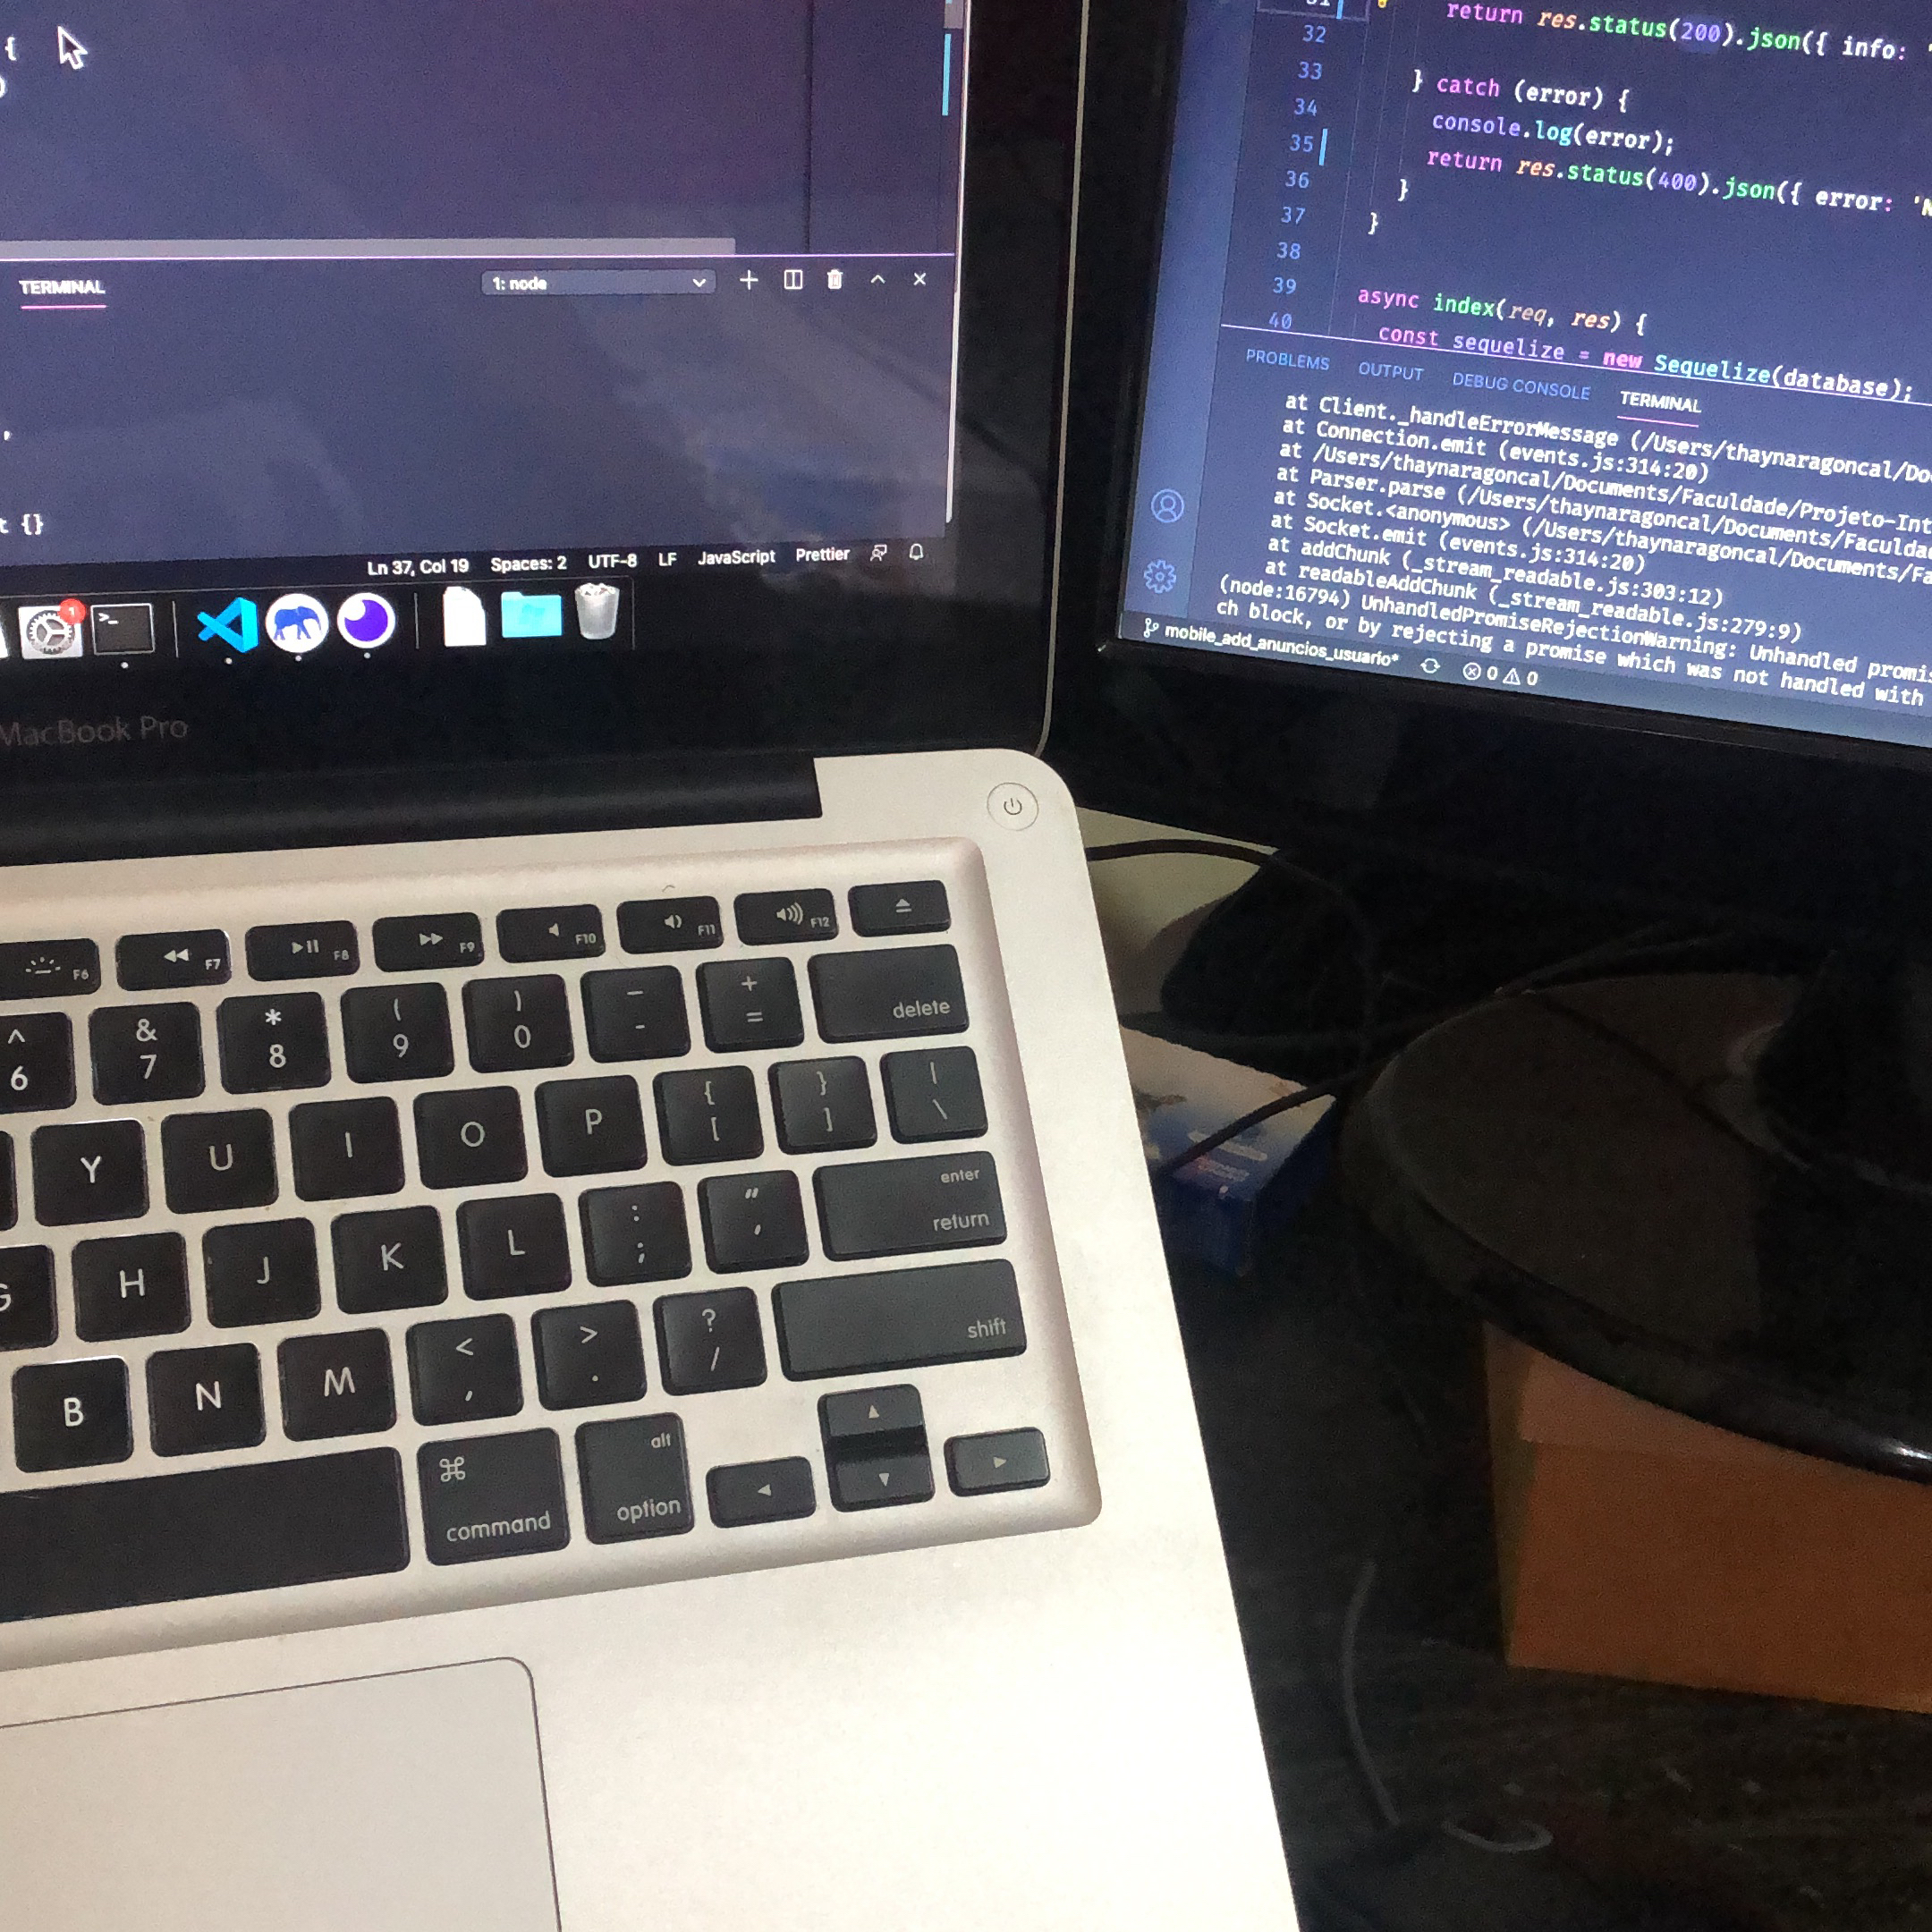 {
TERMINAL
1: node
,
t {}
Ln 37, Col 19 Spaces: 2 UTF-8 LF JavaScript Prettier
1
>_
MacBook Pro
31
return res.status(200).json({ info: '
32
33
} catch (error) {
34
console.log(error);
35
return res.status(400).json({ error: 'N
36
}
37
}
38
39
async index(req, res) {
40
const sequelize = new Sequelize(database);
PROBLEMS OUTPUT DEBUG CONSOLE TERMINAL
at Client._handleErrorMessage (/Users/thaynaragoncal/Do
at Connection.emit (events.js:314:20)
at /Users/thaynaragoncal/Documents/Faculdade/Projeto-Int
at Parser.parse (/Users/thaynaragoncal/Documents/Faculda
at Socket.<anonymous> (/Users/thaynaragoncal/Documents/Fa
at Socket.emit (events.js:314:20)
at addChunk (_stream_readable.js:303:12)
at readableAddChunk (_stream_readable.js:279:9)
(node:16794) UnhandledPromiseRejectionWarning: Unhandled promis
ch block, or by rejecting a promise which was not handled with
mobile_add_anuncios_usuario* 0 0
F6 F7 F8 F9 F10 F11 F12
^ & * ( ) — +
6 7 8 9 0 - =
delete
Y U I O P { [ } ] | \
G H J K L : ; " '
enter
return
B N M < , > . ? /
shift
⌘
command
alt
option